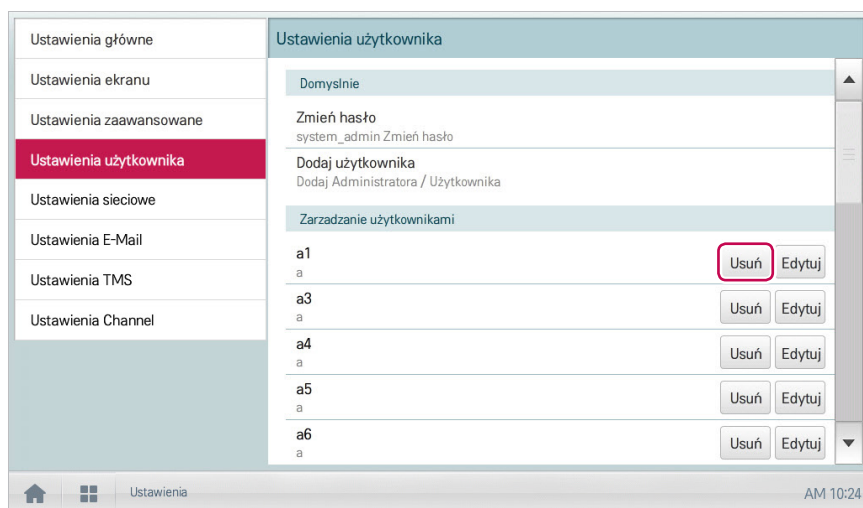 Ustawienia główne
Ustawienia ekranu
Ustawienia zaawansowane
Ustawienia użytkownika
Ustawienia sieciowe
Ustawienia E-Mail
Ustawienia TMS
Ustawienia Channel
Ustawienia użytkownika
Domyslnie
Zmień hasło
system_admin Zmień hasło
Dodaj użytkownika
Dodaj Administratora / Użytkownika
Zarzadzanie użytkownikami
a1
a
Usuń Edytuj
a3
a
Usuń Edytuj
a4
a
Usuń Edytuj
a5
a
Usuń Edytuj
a6
a
Usuń Edytuj
Ustawienia
AM 10:24